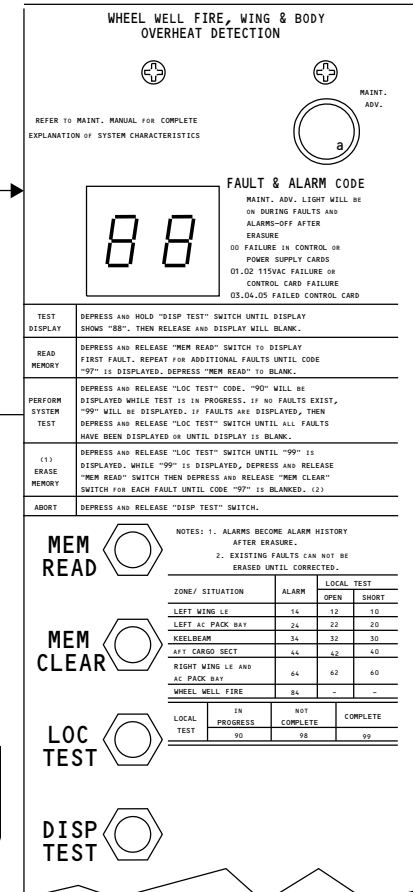 WHEEL WELL FIRE, WING & BODY
OVERHEAT DETECTION
MAINT.
ADV.
REFER TO MAINT. MANUAL FOR COMPLETE
EXPLANATION OF SYSTEM CHARACTERISTICS
a
FAULT & ALARM CODE
MAINT. ADV. LIGHT WILL BE
ON DURING FAULTS AND
ALARMS-OFF AFTER
ERASURE
00 FAILURE IN CONTROL OR
POWER SUPPLY CARDS
01.02 115VAC FAILURE OR
CONTROL CARD FAILURE
03.04.05 FAILED CONTROL CARD
88
TEST
DISPLAY
DEPRESS AND HOLD "DISP TEST" SWITCH UNTIL DISPLAY
SHOWS "88". THEN RELEASE AND DISPLAY WILL BLANK.
READ
MEMORY
DEPRESS AND RELEASE "MEM READ" SWITCH TO DISPLAY
FIRST FAULT. REPEAT FOR ADDITIONAL FAULTS UNTIL CODE
"97" IS DISPLAYED. DEPRESS "MEM READ" TO BLANK.
PERFORM
SYSTEM
TEST
DEPRESS AND RELEASE "LOC TEST" CODE. "90" WILL BE
DISPLAYED WHILE TEST IS IN PROGRESS. IF NO FAULTS EXIST,
"99" WILL BE DISPLAYED. IF FAULTS ARE DISPLAYED, THEN
DEPRESS AND RELEASE "LOC TEST" SWITCH UNTIL ALL FAULTS
HAVE BEEN DISPLAYED OR UNTIL DISPLAY IS BLANK.
(1)
ERASE
MEMORY
DEPRESS AND RELEASE "LOC TEST" SWITCH UNTIL "99" IS
DISPLAYED. WHILE "99" IS DISPLAYED, DEPRESS AND RELEASE
"MEM READ" SWITCH THEN DEPRESS AND RELEASE "MEM CLEAR"
SWITCH FOR EACH FAULT UNTIL CODE "97" IS BLANKED. (2)
ABORT
DEPRESS AND RELEASE "DISP TEST" SWITCH.
MEM
READ
NOTES: 1. ALARMS BECOME ALARM HISTORY
AFTER ERASURE.
2. EXISTING FAULTS CAN NOT BE
ERASED UNTIL CORRECTED.
ZONE/ SITUATION ALARM LOCAL TEST
OPEN SHORT
LEFT WING LE 14 12 10
LEFT AC PACK BAY 24 22 20
KEELBEAM 34 32 30
AFT CARGO SECT 44 42 40
RIGHT WING LE AND
AC PACK BAY 64 62 60
WHEEL WELL FIRE 84 - -
MEM
CLEAR
LOCAL
TEST
IN
PROGRESS
NOT
COMPLETE
COMPLETE
90 98 99
LOC
TEST
DISP
TEST